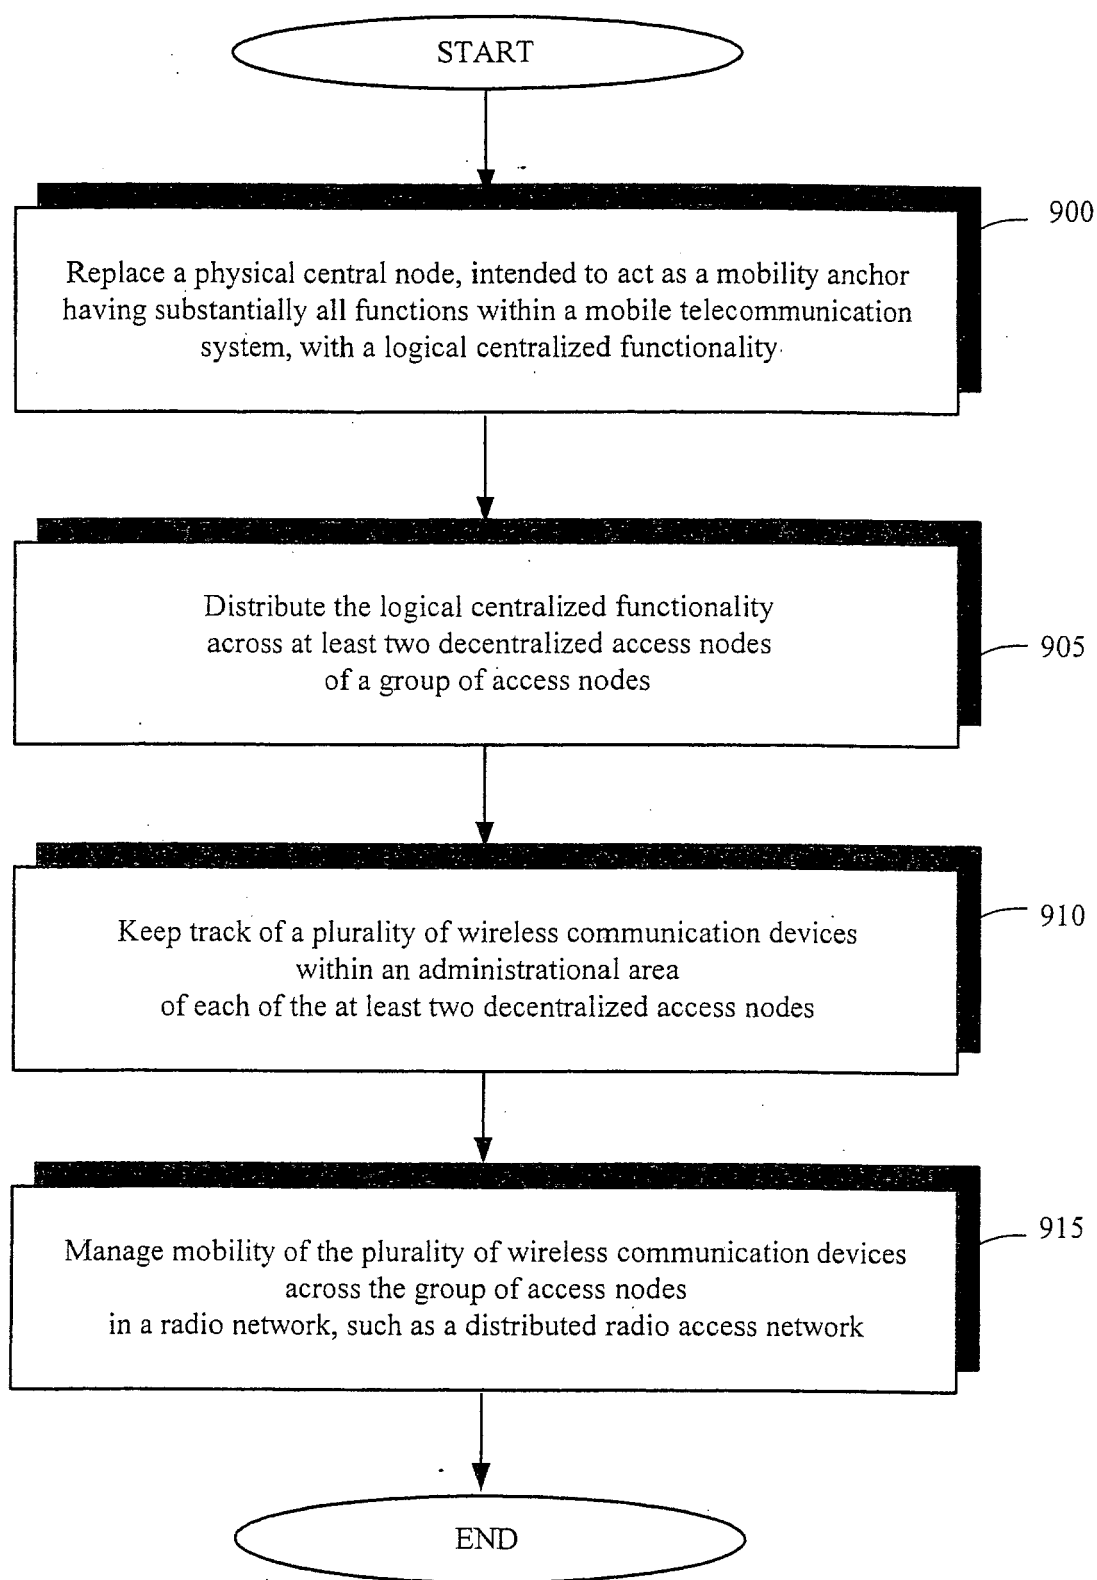 START
900
Replace a physical central node, intended to act as a mobility anchor
having substantially all functions within a mobile telecommunication
system, with a logical centralized functionality
Distribute the logical centralized functionality
across at least two decentralized access nodes
of a group of access nodes
905
Keep track of a plurality of wireless communication devices
within an administrational area
of each of the at least two decentralized access nodes
910
Manage mobility of the plurality of wireless communication devices
across the group of access nodes
in a radio network, such as a distributed radio access network
915
END